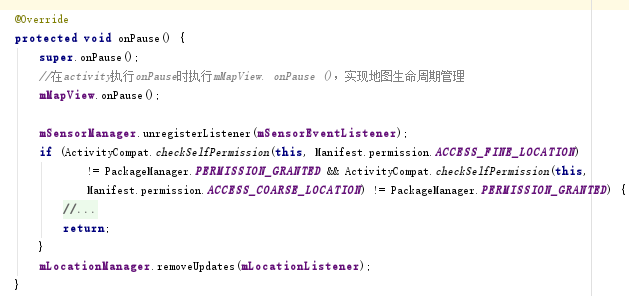 @Override
protected void onPause() {
super.onPause();
//在activity执行onPause时执行mMapView. onPause ()，实现地图生命周期管理
mMapView.onPause();
mSensorManager.unregisterListener(mSensorEventListener);
if (ActivityCompat.checkSelfPermission(this, Manifest.permission.ACCESS_FINE_LOCATION)
!= PackageManager.PERMISSION_GRANTED && ActivityCompat.checkSelfPermission(this,
Manifest.permission.ACCESS_COARSE_LOCATION) != PackageManager.PERMISSION_GRANTED) {
//...
return;
}
mLocationManager.removeUpdates(mLocationListener);
}